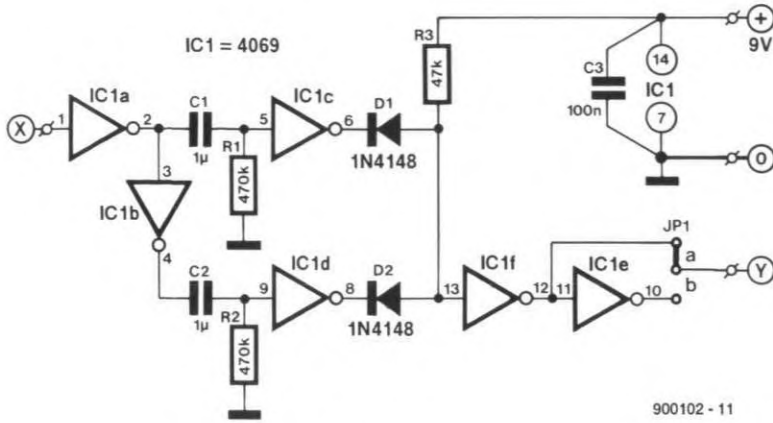 IC1 = 4069
R3
47k
+
9V
C3
100n
14
IC1
7
0
X
1
IC1a
2
C1
1µ
R1
470k
5
IC1c
6
D1
1N4148
3
IC1b
4
C2
1µ
R2
470k
9
IC1d
8
D2
1N4148
13
IC1f
12
11
IC1e
10
JP1
a
b
Y
900102 - 11